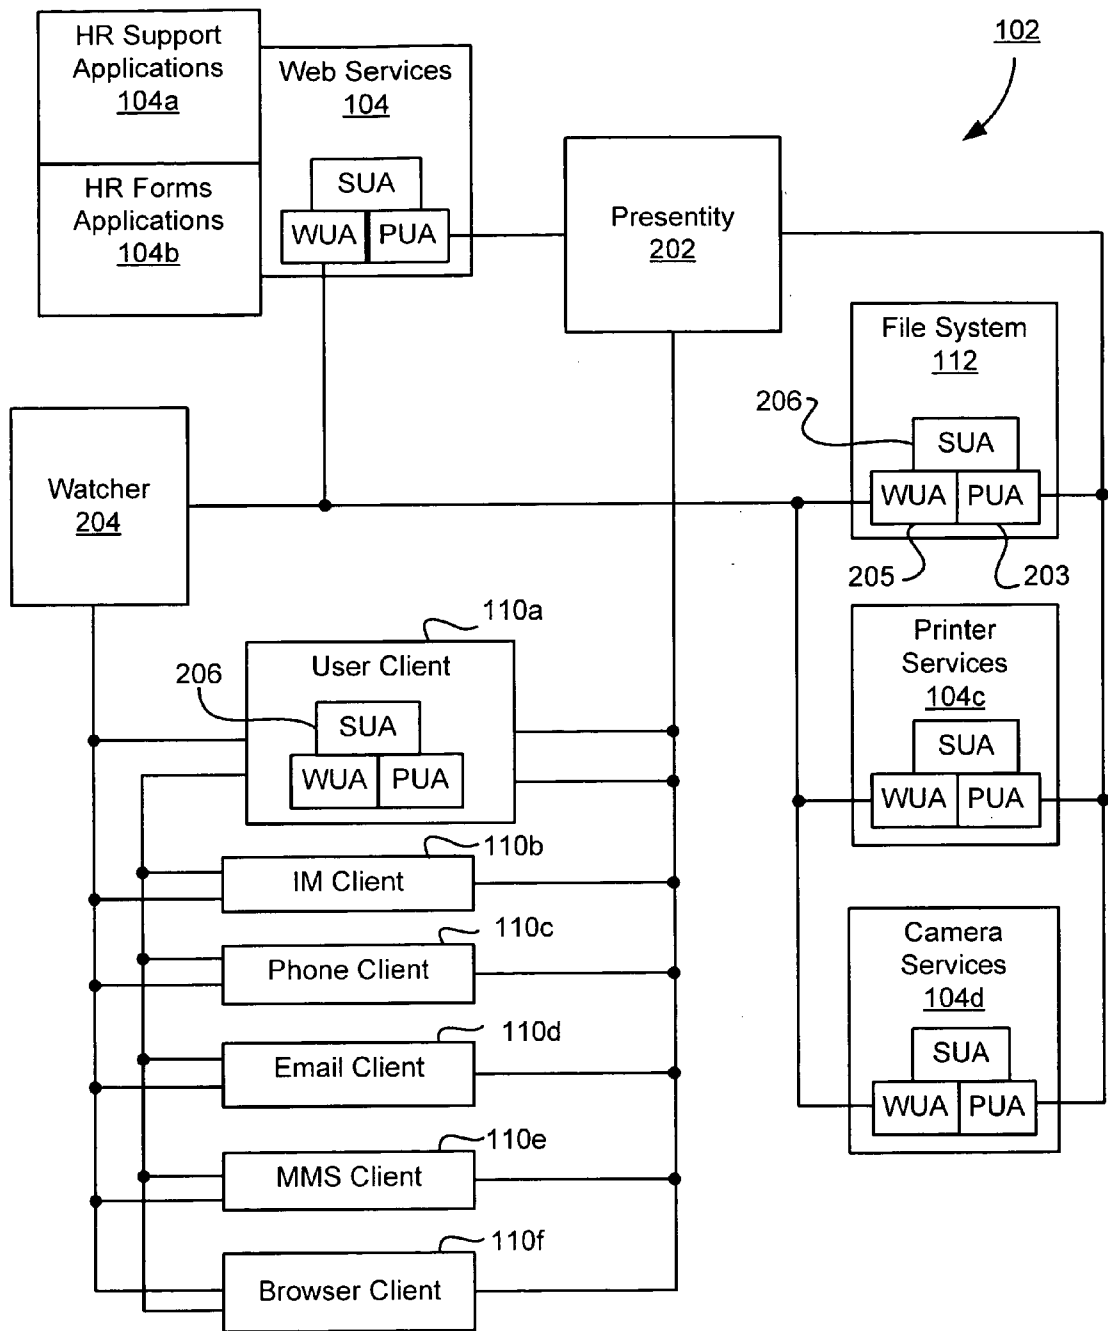 102
HR Support
Applications
104a
HR Forms
Applications
104b
Web Services
104
SUA
WUA PUA
Presentity
202
File System
112
206
SUA
WUA PUA
205
203
Watcher
204
110a
User Client
206
SUA
WUA PUA
110b
IM Client
110c
Phone Client
110d
Email Client
110e
MMS Client
110f
Browser Client
Printer
Services
104c
SUA
WUA PUA
Camera
Services
104d
SUA
WUA PUA